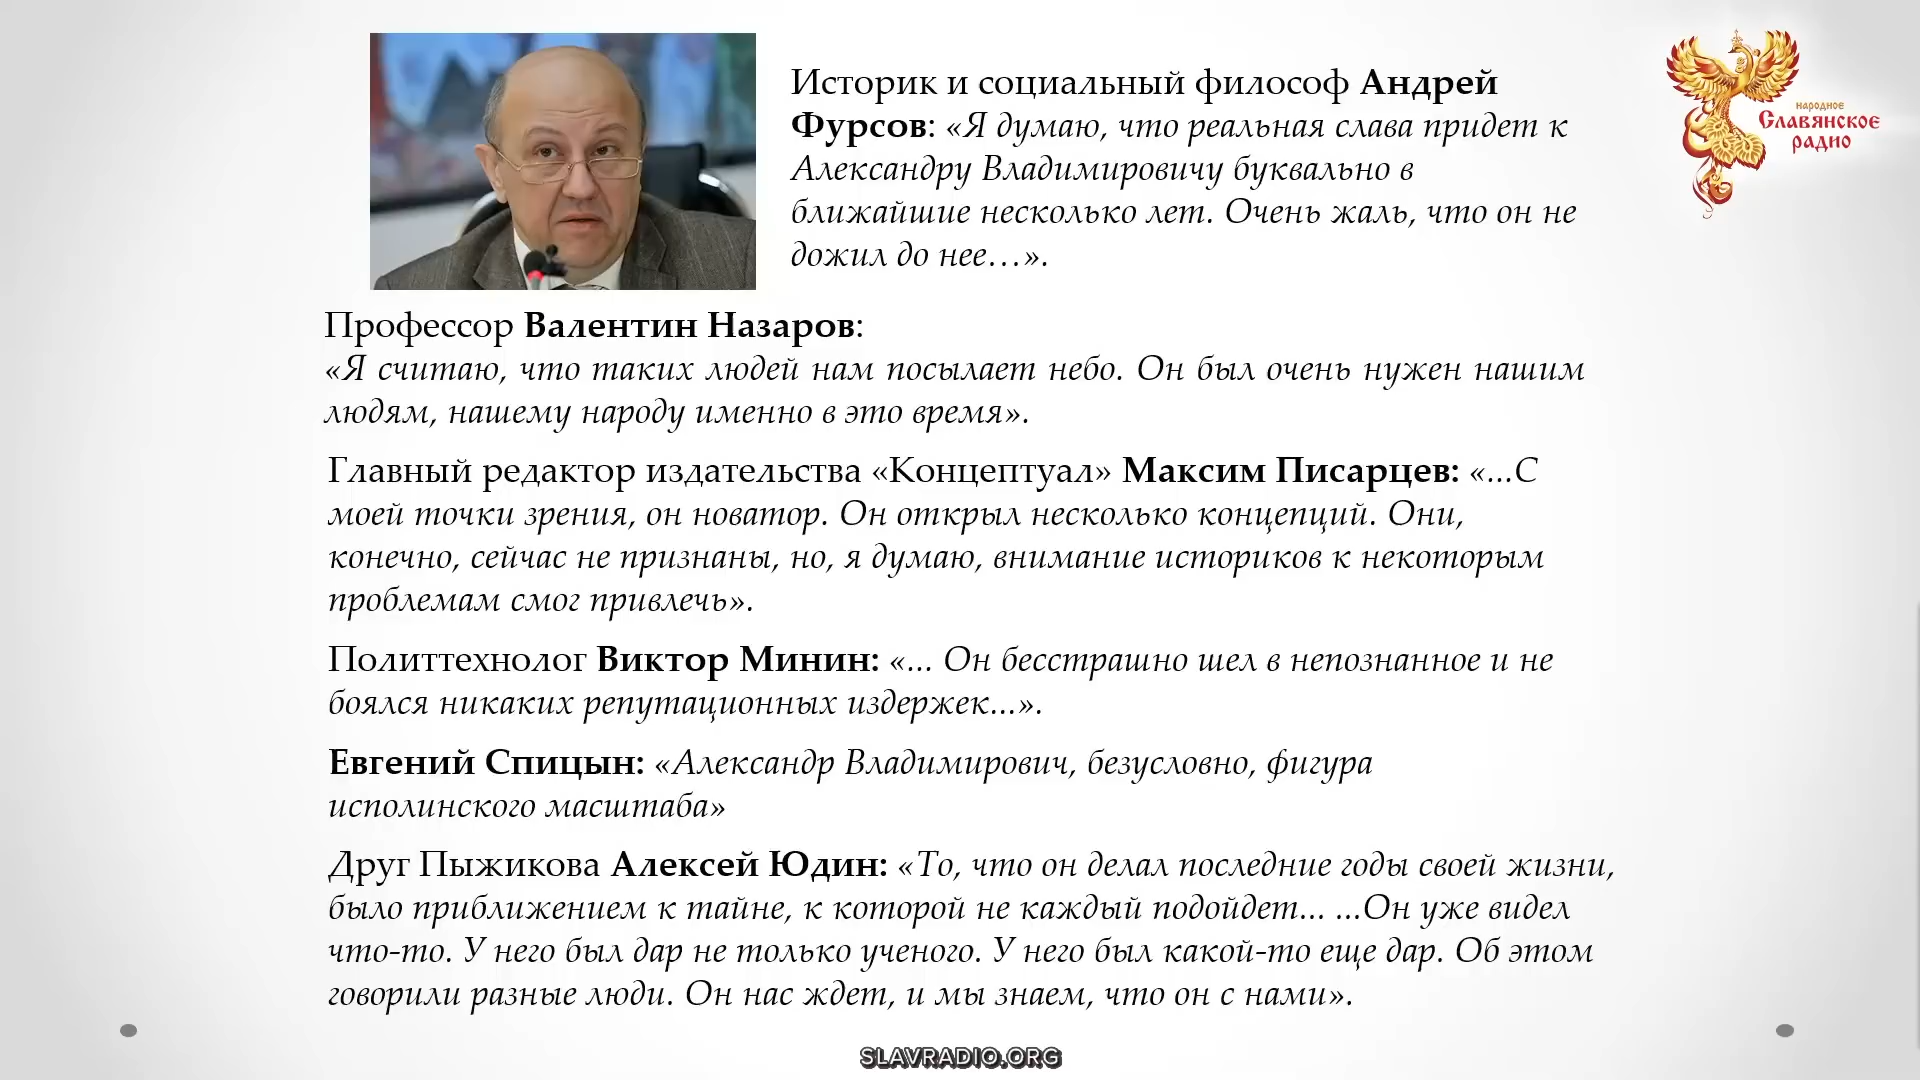 Историк и социальный философ Андрей
Фурсов: «Я думаю, что реальная слава придет к
Александру Владимировичу буквально в
ближайшие несколько лет. Очень жаль, что он не
дожил до нее…».
народное
Славянское
радио
Профессор Валентин Назаров:
«Я считаю, что таких людей нам посылает небо. Он был очень нужен нашим
людям, нашему народу именно в это время».
Главный редактор издательства «Концептуал» Максим Писарцев: «...С
моей точки зрения, он новатор. Он открыл несколько концепций. Они,
конечно, сейчас не признаны, но, я думаю, внимание историков к некоторым
проблемам смог привлечь».
Политтехнолог Виктор Минин: «... Он бесстрашно шел в непознанное и не
боялся никаких репутационных издержек...».
Евгений Спицын: «Александр Владимирович, безусловно, фигура
исполинского масштаба»
Друг Пыжикова Алексей Юдин: «То, что он делал последние годы своей жизни,
было приближением к тайне, к которой не каждый подойдет... ...Он уже видел
что-то. У него был дар не только ученого. У него был какой-то еще дар. Об этом
говорили разные люди. Он нас ждет, и мы знаем, что он с нами».
SLAVRADIO.ORG